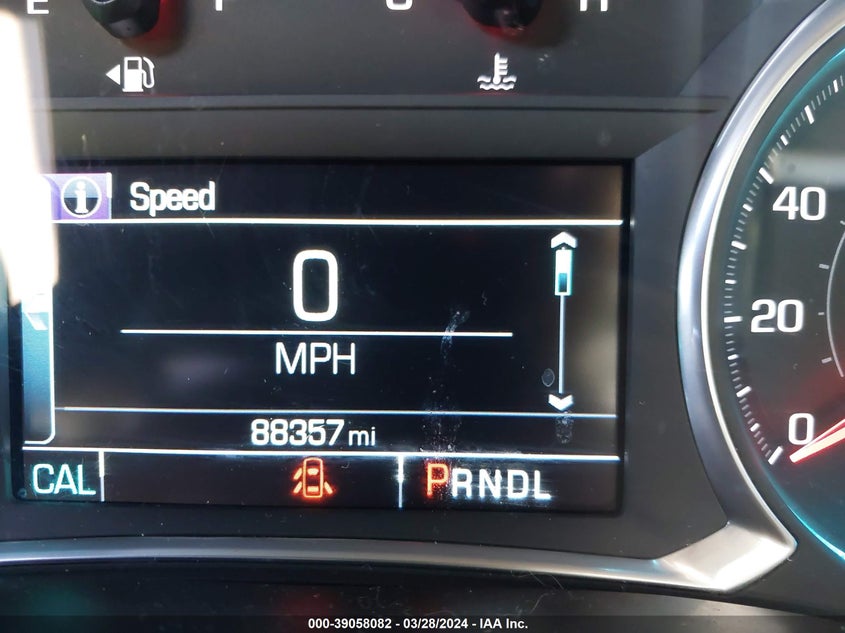 E F C H
Speed
0
MPH
88357 mi
CAL PRNDL
40
20
0
000-39058082 - 03/28/2024 - IAA Inc.